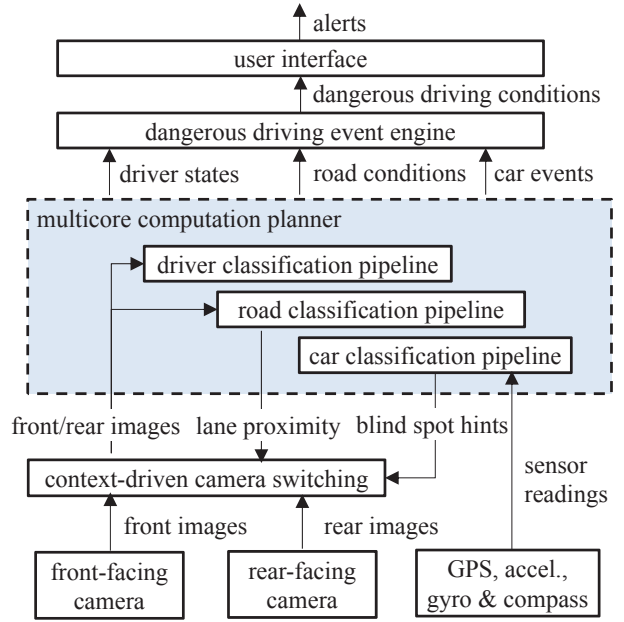 alerts
user interface
dangerous driving conditions
dangerous driving event engine
driver states
road conditions
car events
multicore computation planner
driver classification pipeline
road classification pipeline
car classification pipeline
front/rear images
lane proximity
blind spot hints
context-driven camera switching
sensor
readings
front images
rear images
front-facing
camera
rear-facing
camera
GPS, accel.,
gyro & compass